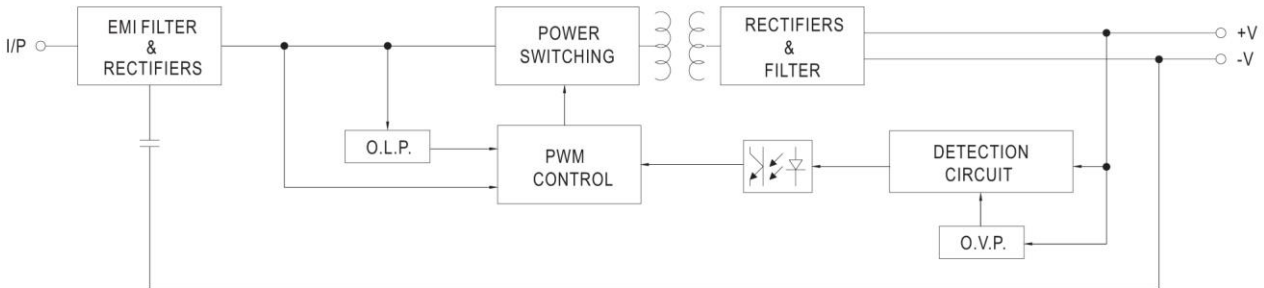 I/P
EMI FILTER
&
RECTIFIERS
POWER
SWITCHING
RECTIFIERS
&
FILTER
+V
-V
O.L.P.
PWM
CONTROL
DETECTION
CIRCUIT
O.V.P.